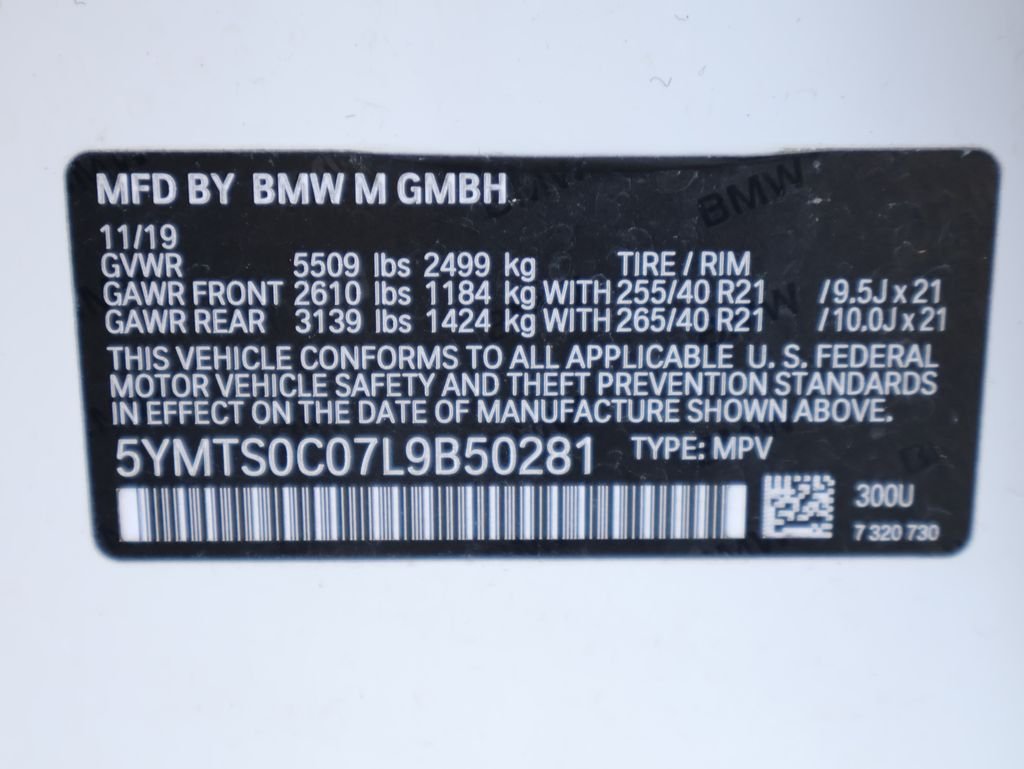 MFD BY BMW M GMBH
11/19
GVWR 5509 lbs 2499 kg TIRE / RIM
GAWR FRONT 2610 lbs 1184 kg WITH 255/40 R21 /9.5J x 21
GAWR REAR 3139 lbs 1424 kg WITH 265/40 R21 /10.0J x 21
THIS VEHICLE CONFORMS TO ALL APPLICABLE U. S. FEDERAL
MOTOR VEHICLE SAFETY AND THEFT PREVENTION STANDARDS
IN EFFECT ON THE DATE OF MANUFACTURE SHOWN ABOVE.
5YMTS0C07L9B50281 TYPE: MPV
300U
7 320 730